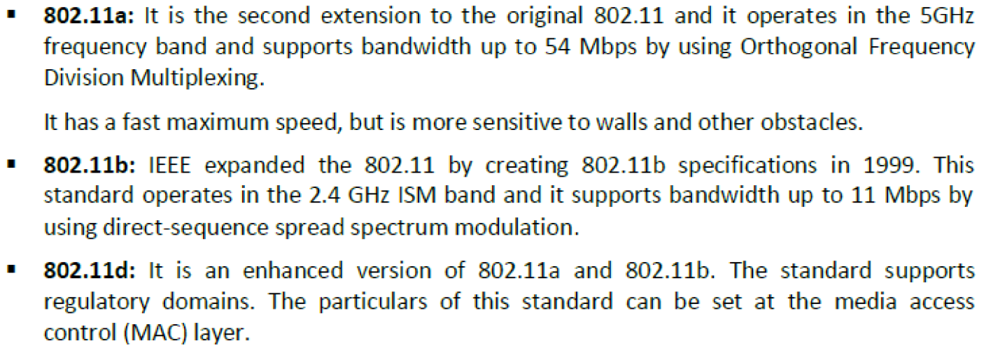 ▪ 802.11a: It is the second extension to the original 802.11 and it operates in the 5GHz
frequency band and supports bandwidth up to 54 Mbps by using Orthogonal Frequency
Division Multiplexing.
It has a fast maximum speed, but is more sensitive to walls and other obstacles.
▪ 802.11b: IEEE expanded the 802.11 by creating 802.11b specifications in 1999. This
standard operates in the 2.4 GHz ISM band and it supports bandwidth up to 11 Mbps by
using direct-sequence spread spectrum modulation.
▪ 802.11d: It is an enhanced version of 802.11a and 802.11b. The standard supports
regulatory domains. The particulars of this standard can be set at the media access
control (MAC) layer.